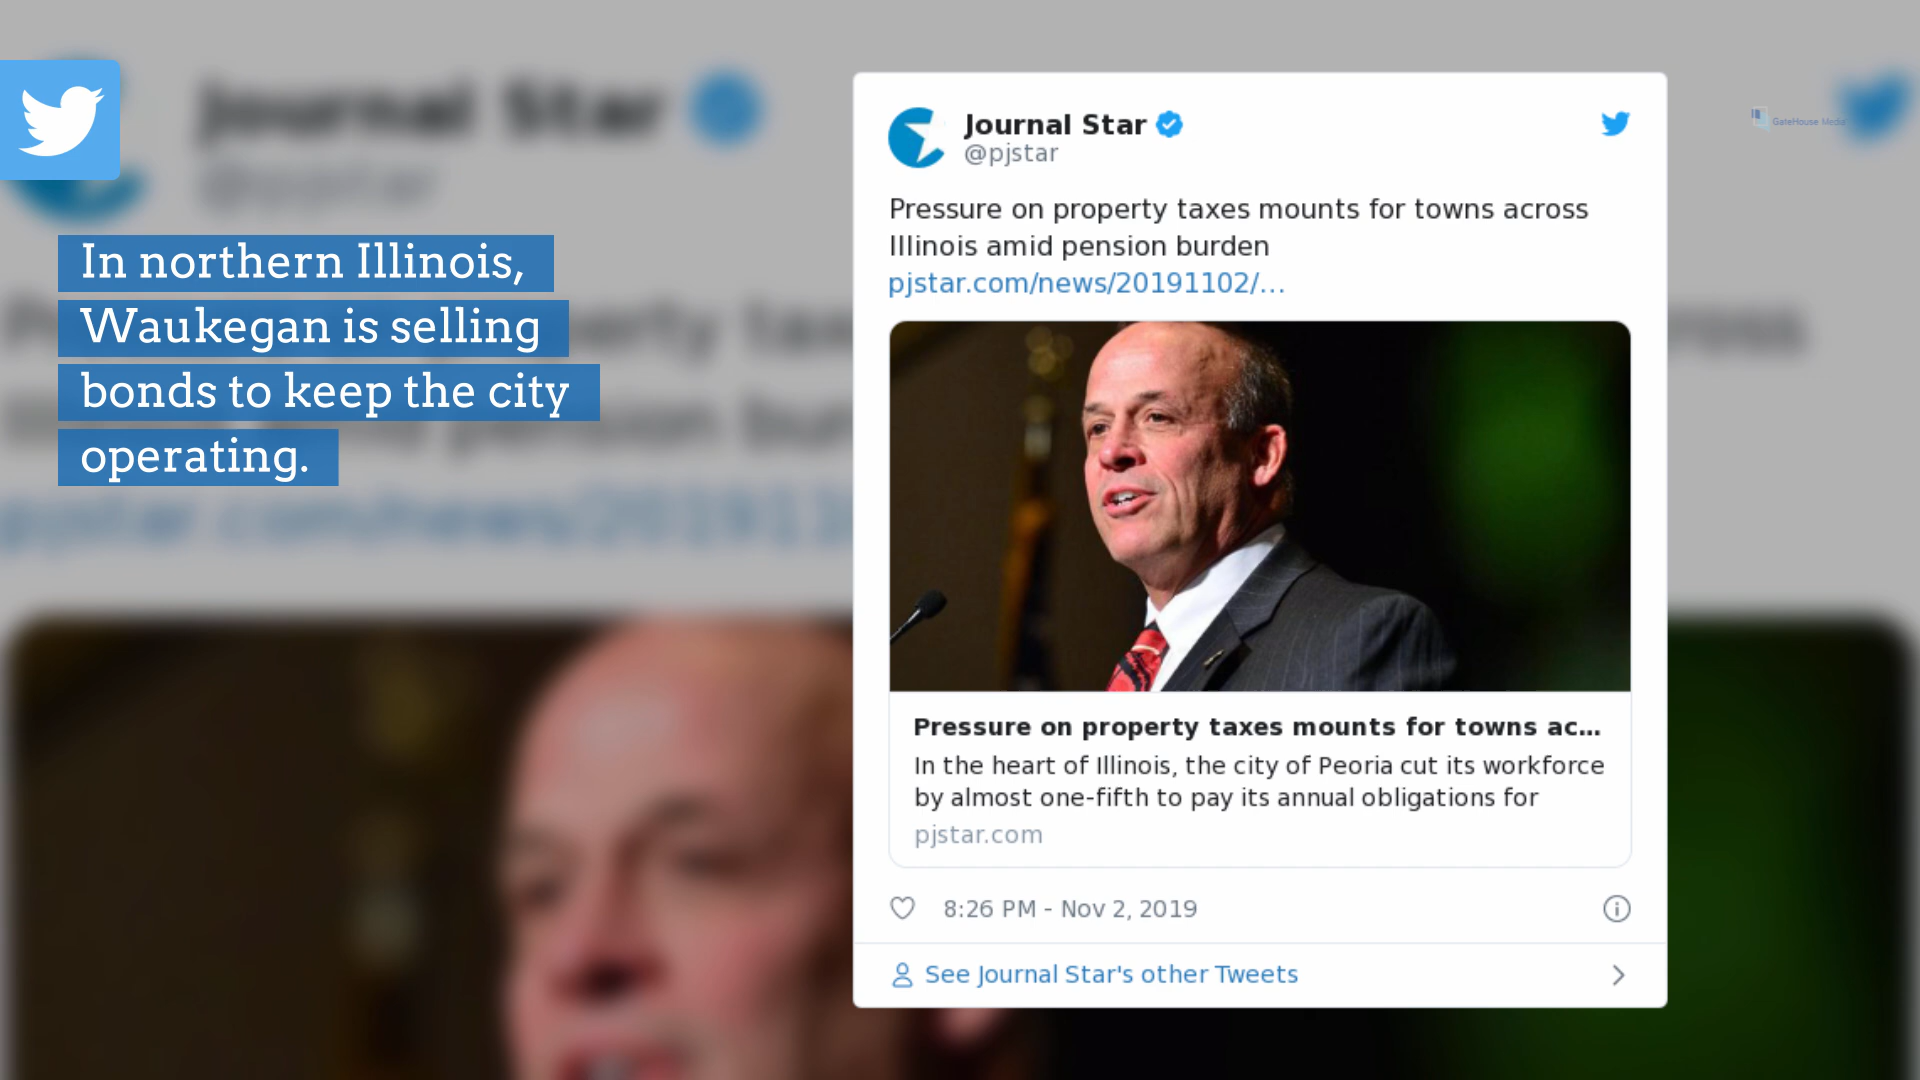 In northern Illinois,
Waukegan is selling
bonds to keep the city
operating.
Journal Star
@pjstar
Pressure on property taxes mounts for towns across
Illinois amid pension burden
pjstar.com/news/20191102/…
Pressure on property taxes mounts for towns ac…
In the heart of Illinois, the city of Peoria cut its workforce
by almost one-fifth to pay its annual obligations for
pjstar.com
8:26 PM - Nov 2, 2019
See Journal Star's other Tweets
GateHouse Media